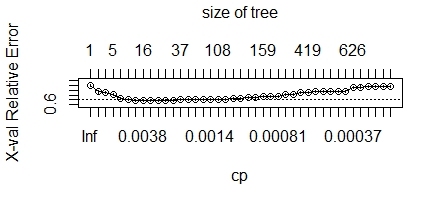 size of tree
1 5 16 37 108 159 419 626
X-val Relative Error
0.6
Inf 0.0038 0.0014 0.00081 0.00037
cp